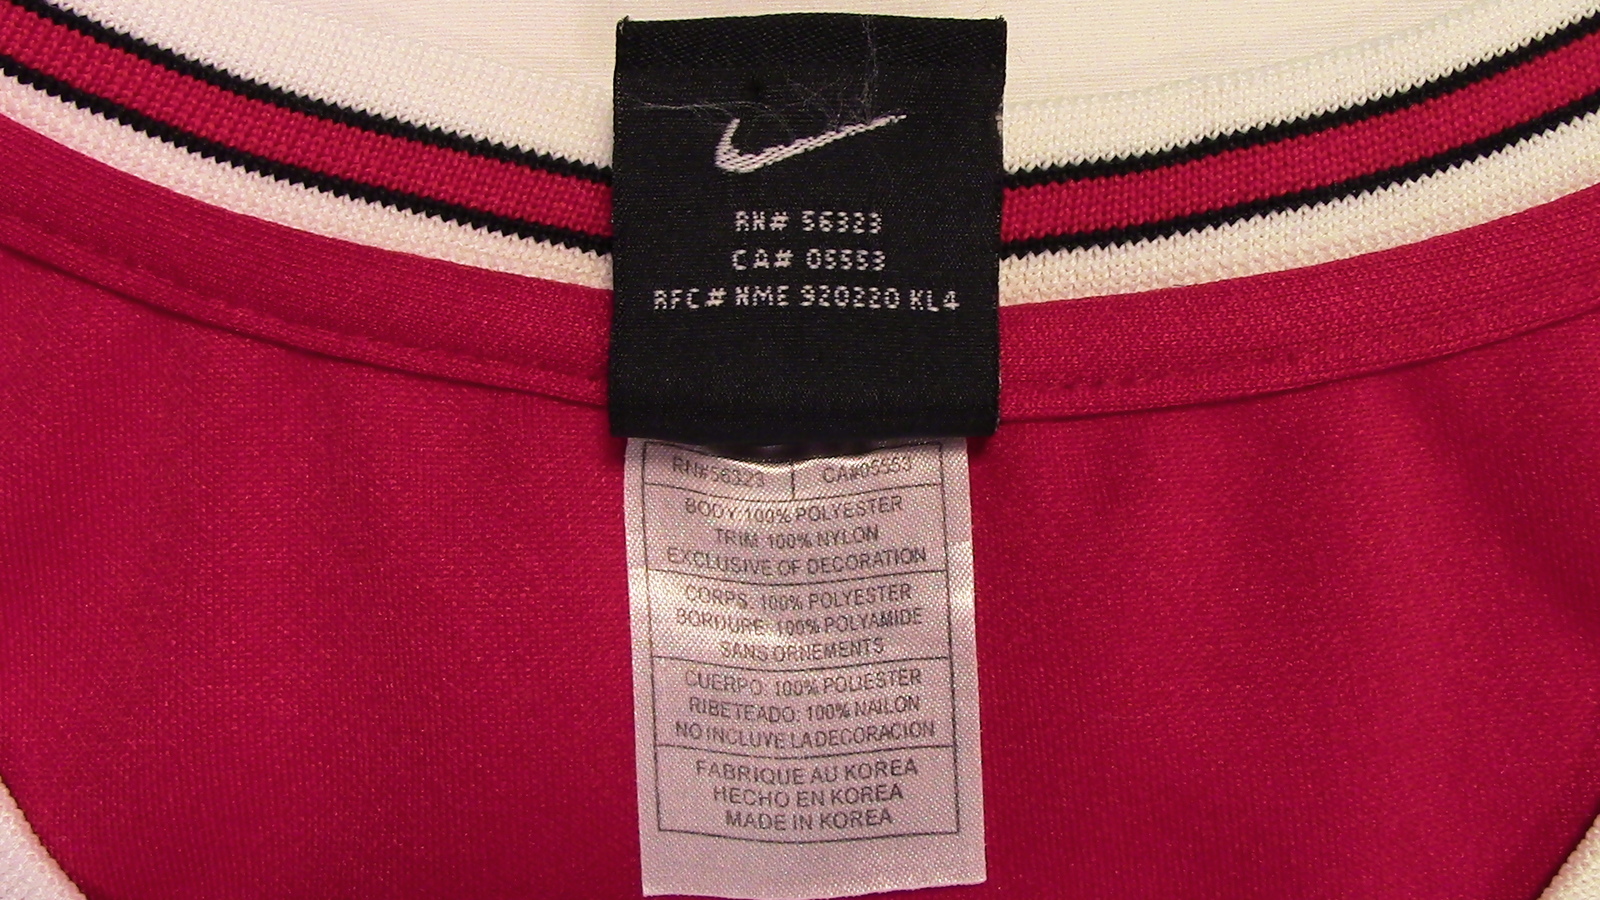 RN# 56323
CA# 05553
RFC# NME 920220 KL4
RN#56323 CA#05553
BODY 100% POLYESTER
TRIM 100% NYLON
EXCLUSIVE OF DECORATION
CORPS: 100% POLYESTER
BORDURE: 100% POLYAMIDE
SANS ORNEMENTS
CUERPO: 100% POLIESTER
RIBETEADO: 100% NAILON
NO INCLUYE LA DECORACION
FABRIQUE AU KOREA
HECHO EN KOREA
MADE IN KOREA